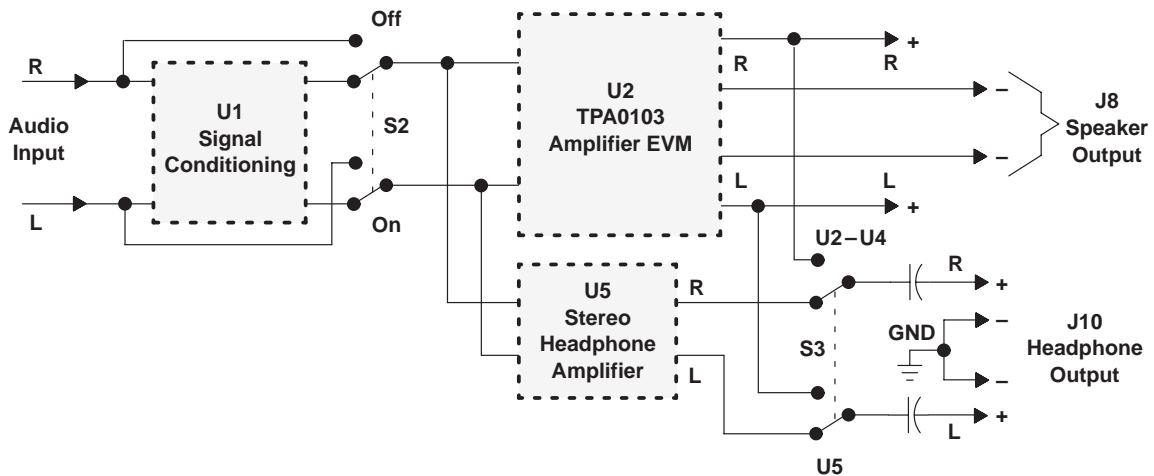 Off
R
Audio
Input
L
U1
Signal
Conditioning
S2
On
U2
TPA0103
Amplifier EVM
R
L
+
R
–
–
L
+
J8
Speaker
Output
U2–U4
U5
Stereo
Headphone
Amplifier
R
L
S3
U5
R
+
GND
–
–
+
L
J10
Headphone
Output